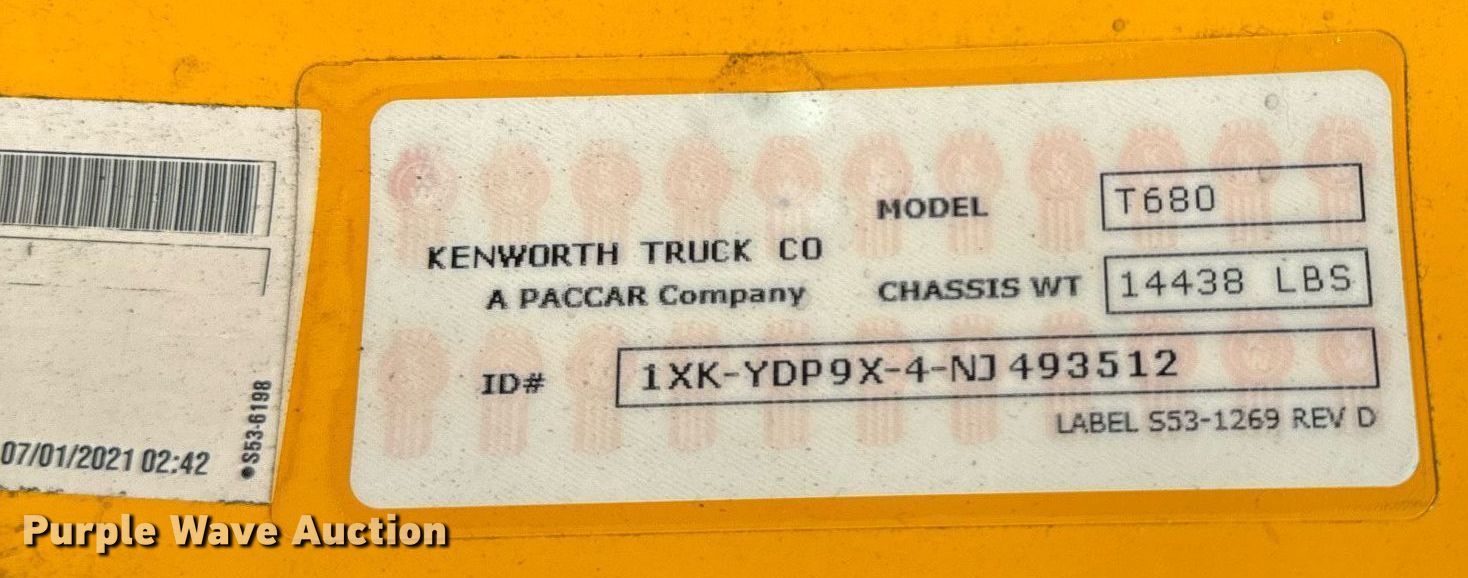 MODEL T680
KENWORTH TRUCK CO
A PACCAR Company
CHASSIS WT 14438 LBS
ID# 1XK-YDP9X-4-NJ493512
LABEL S53-1269 REV D
07/01/2021 02:42
●S53-6198
Purple Wave Auction